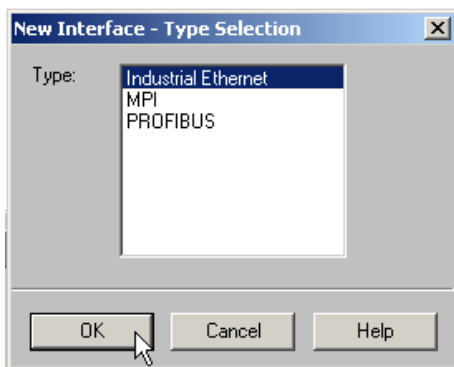 New Interface - Type Selection
Type:
Industrial Ethernet
MPI
PROFIBUS
OK
Cancel
Help